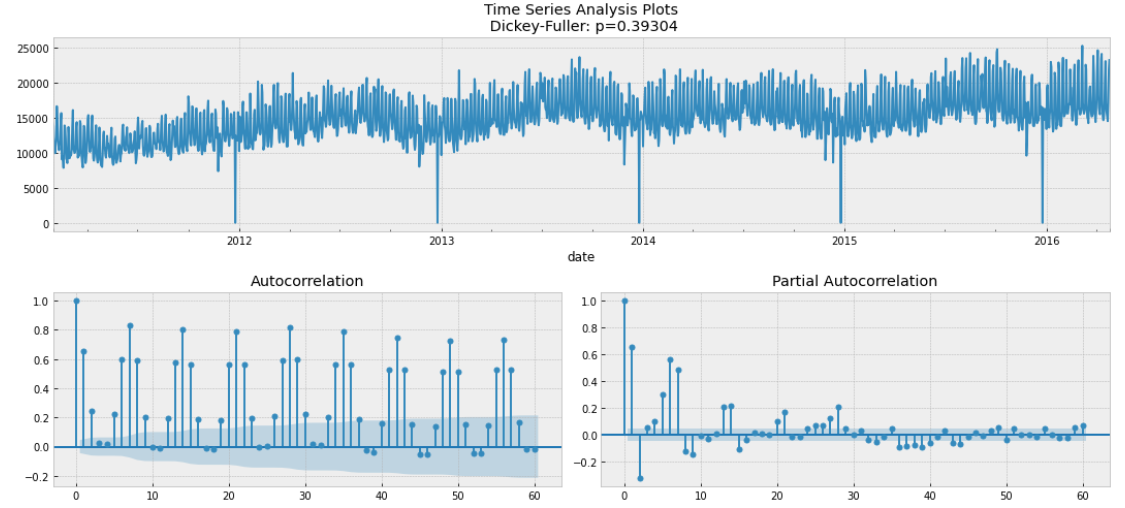 Time Series Analysis Plots
Dickey-Fuller: p=0.39304
25000
20000
15000
10000
5000
0
2012 2013 2014 2015 2016
date
Autocorrelation
1.0
0.8
0.6
0.4
0.2
0.0
−0.2
0 10 20 30 40 50 60
Partial Autocorrelation
1.0
0.8
0.6
0.4
0.2
0.0
−0.2
0 10 20 30 40 50 60